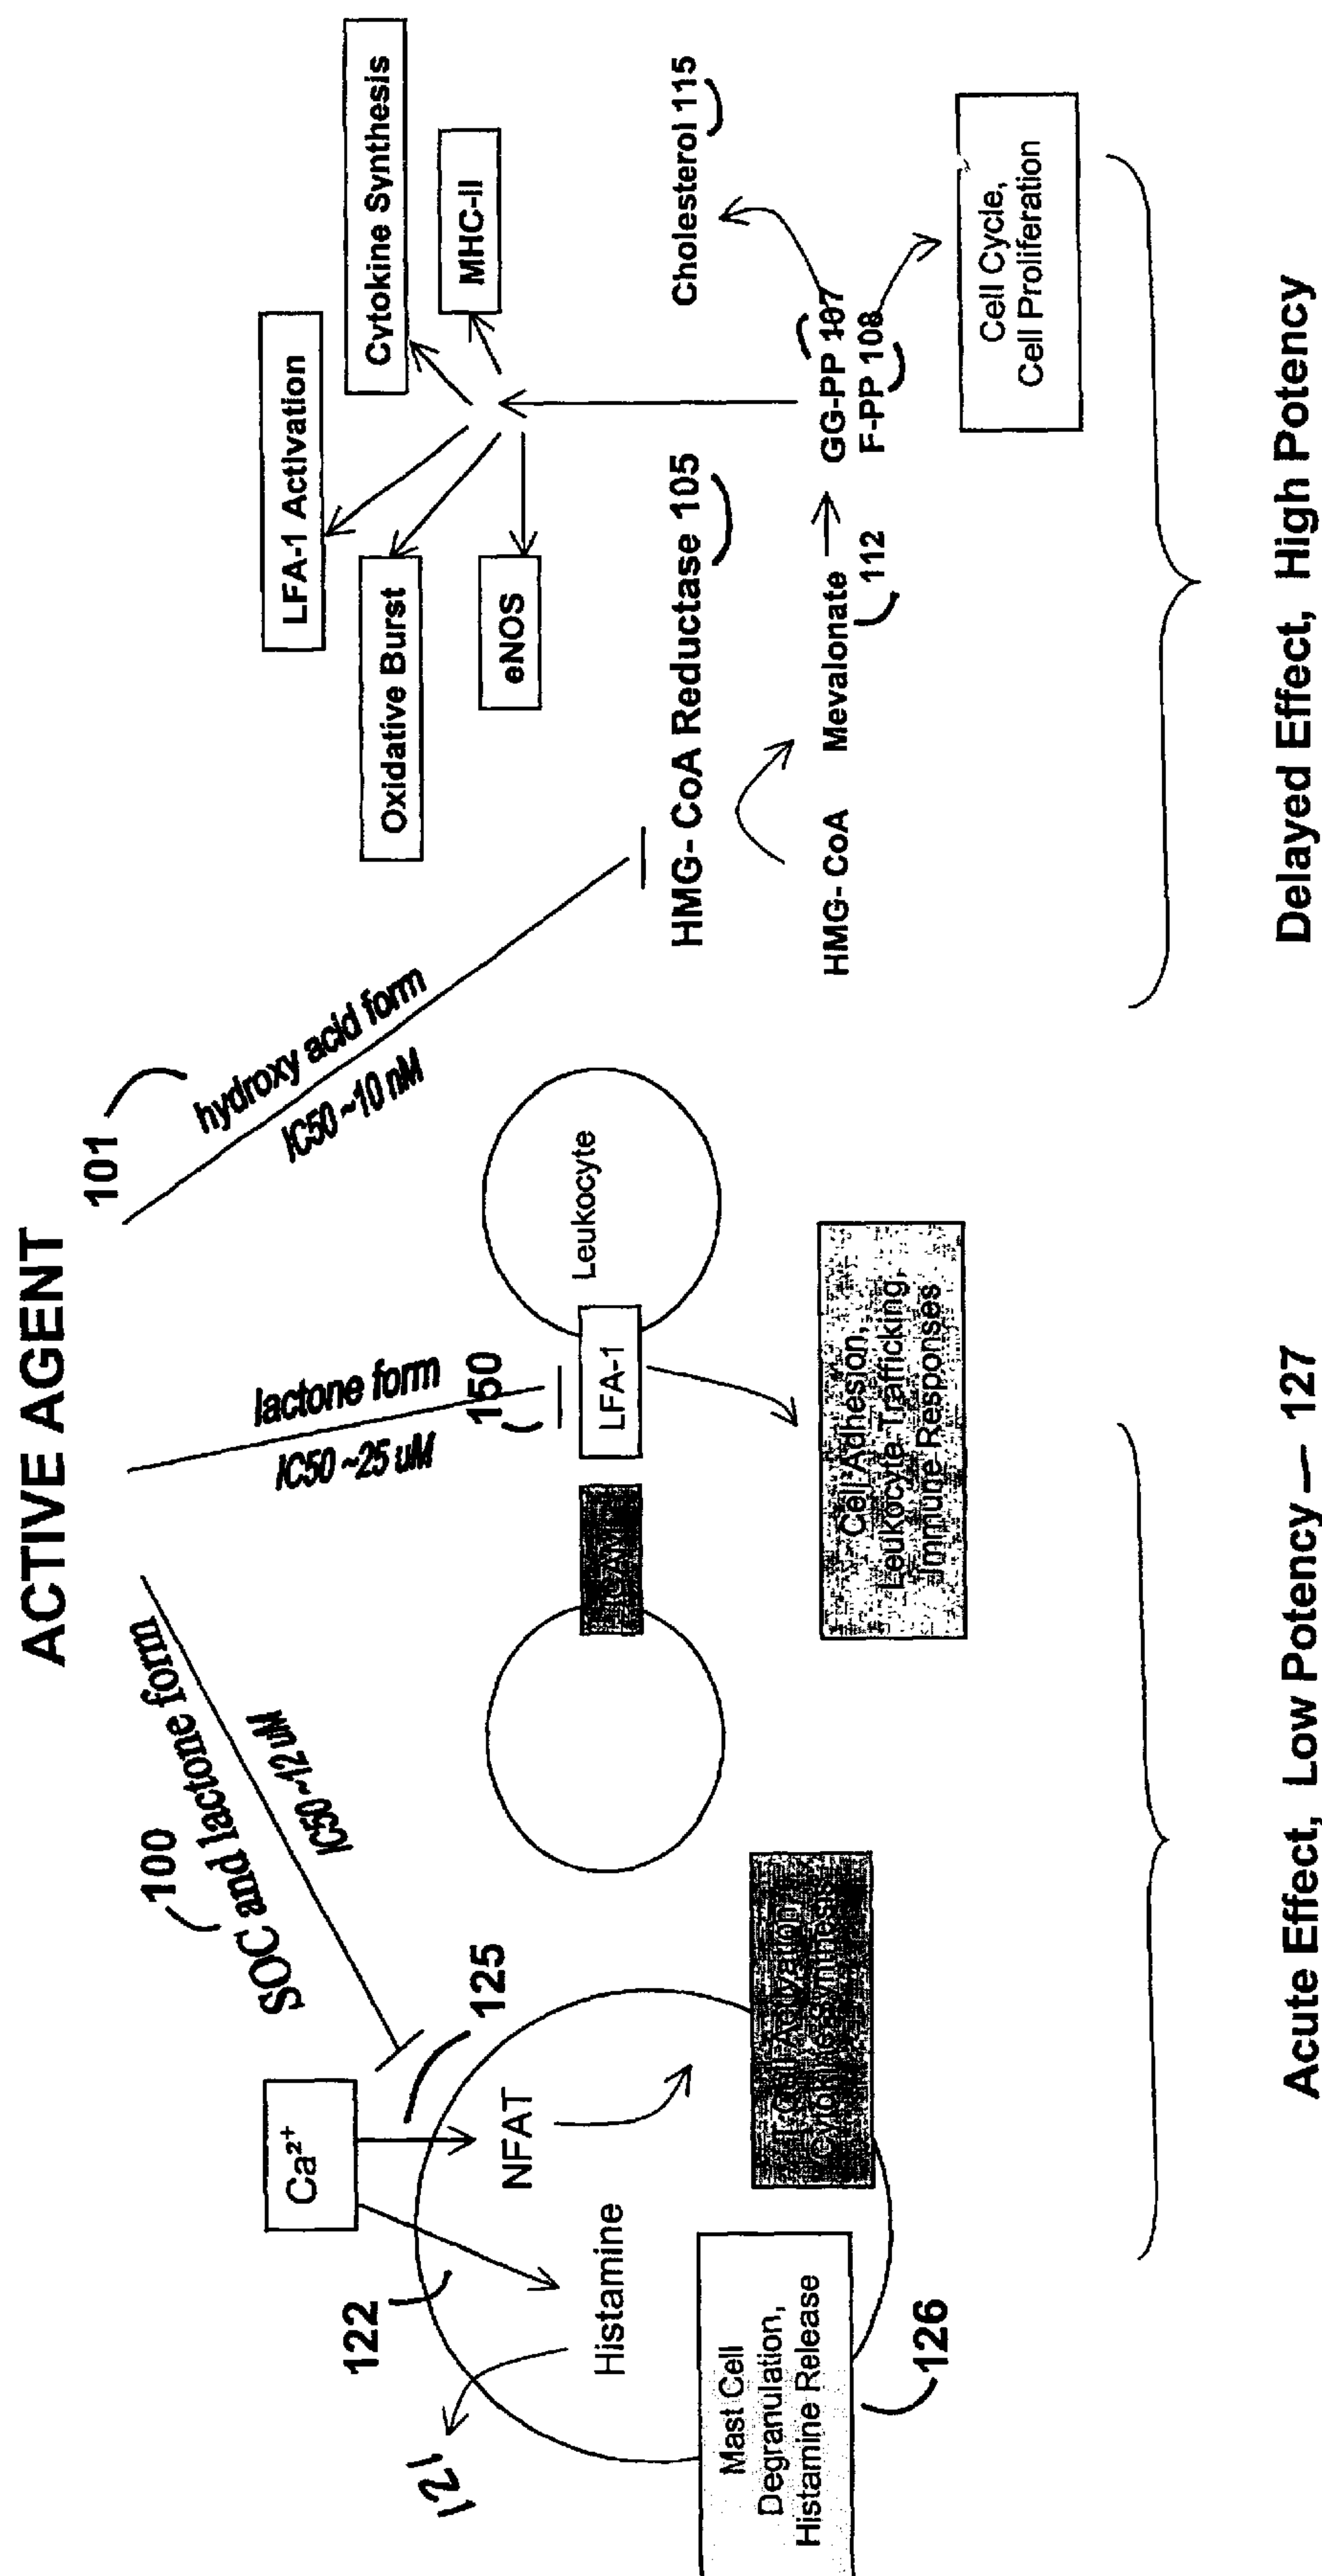 ACTIVE AGENT
100
SOC and lactone form
IC50 ~12 uM
lactone form
IC50 ~25 uM
150
101
hydroxy acid form
IC50 ~10 nM
Ca²⁺
122
125
121
Histamine
NFAT
Mast Cell
Degranulation,
Histamine Release
126
T-Cell Activation,
Cytokine Synthesis
LFA-1
Leukocyte
Cell Adhesion,
Leukocyte Trafficking,
Immune Responses
LFA-1 Activation
Cytokine Synthesis
Oxidative Burst
MHC-II
eNOS
HMG- CoA Reductase 105
Cholesterol 115
HMG- CoA
Mevalonate
112
GG-PP 107
F-PP 108
Cell Cycle,
Cell Proliferation
Acute Effect, Low Potency — 127
Delayed Effect, High Potency